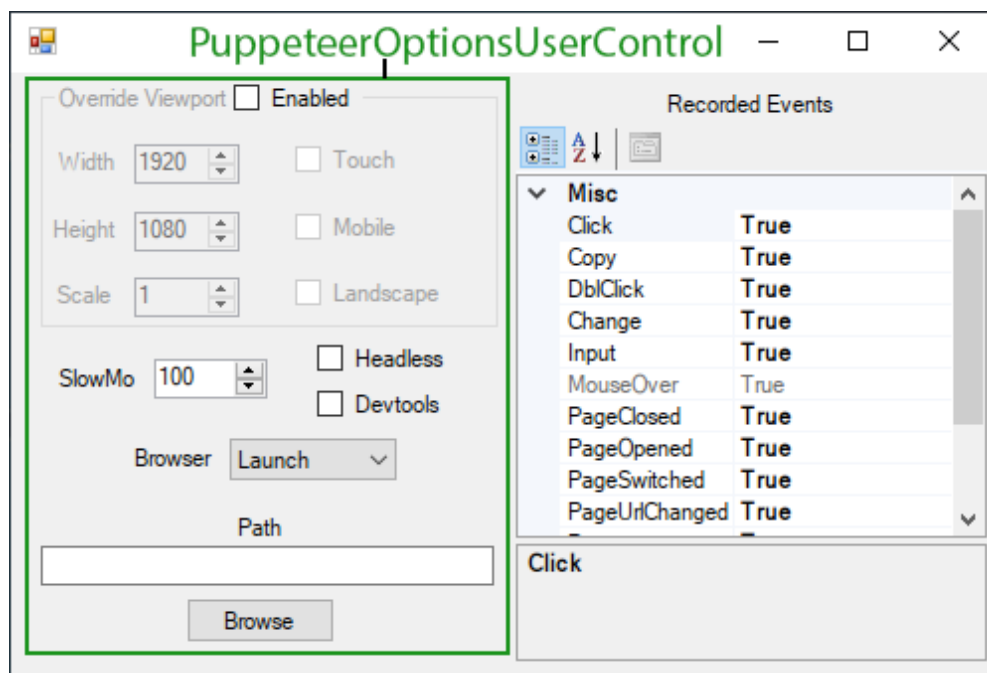 PuppeteerOptionsUserControl
Override Viewport Enabled
Width 1920 Touch
Height 1080 Mobile
Scale 1 Landscape
SlowMo 100 Headless
Devtools
Browser Launch
Path
Browse
Recorded Events
A
Z
Misc
Click True
Copy True
DblClick True
Change True
Input True
MouseOver True
PageClosed True
PageOpened True
PageSwitched True
PageUrlChanged True
Click